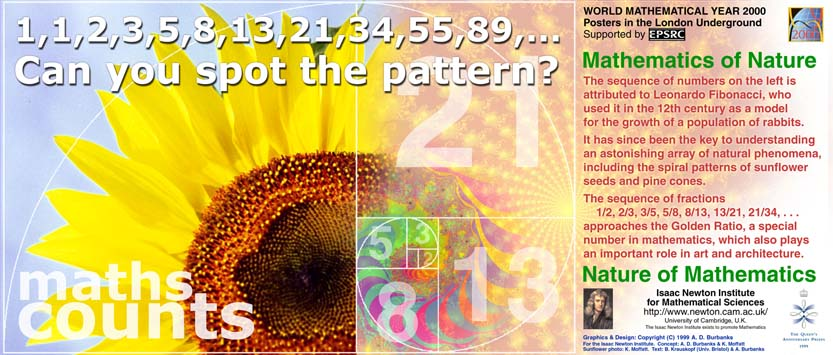 1,1,2,3,5,8,13,21,34,55,89,...
Can you spot the pattern?
21
5
3
1
2
8
13
maths
counts
WORLD MATHEMATICAL YEAR 2000
Posters in the London Underground
Supported by EPSRC
Mathematics of Nature
The sequence of numbers on the left is
attributed to Leonardo Fibonacci, who
used it in the 12th century as a model
for the growth of a population of rabbits.
It has since been the key to understanding
an astonishing array of natural phenomena,
including the spiral patterns of sunflower
seeds and pine cones.
The sequence of fractions
1/2, 2/3, 3/5, 5/8, 8/13, 13/21, 21/34, . . .
approaches the Golden Ratio, a special
number in mathematics, which also plays
an important role in art and architecture.
Nature of Mathematics
Isaac Newton Institute
for Mathematical Sciences
http://www.newton.cam.ac.uk/
University of Cambridge, U.K.
The Isaac Newton Institute exists to promote Mathematics
THE QUEEN'S
ANNIVERSARY PRIZES
1999
Graphics & Design: Copyright (C) 1999 A. D. Burbanks
For the Isaac Newton Institute. Concept: A. D. Burbanks & K. Moffatt
Sunflower photo: K. Moffatt. Text: B. Krauskopf (Univ. Bristol) & A. Burbanks